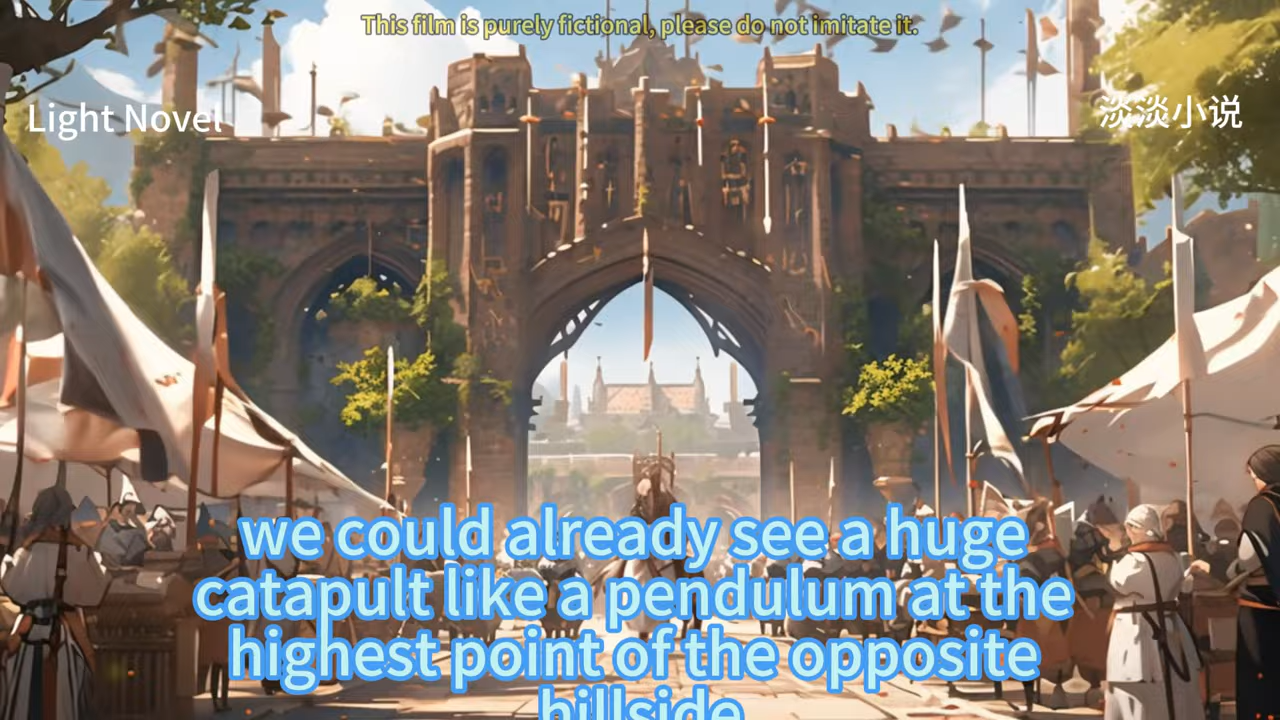 This film is purely fictional, please do not imitate it.
Light Novel
淡淡小说
we could already see a huge
catapult like a pendulum at the
highest point of the opposite
hillside